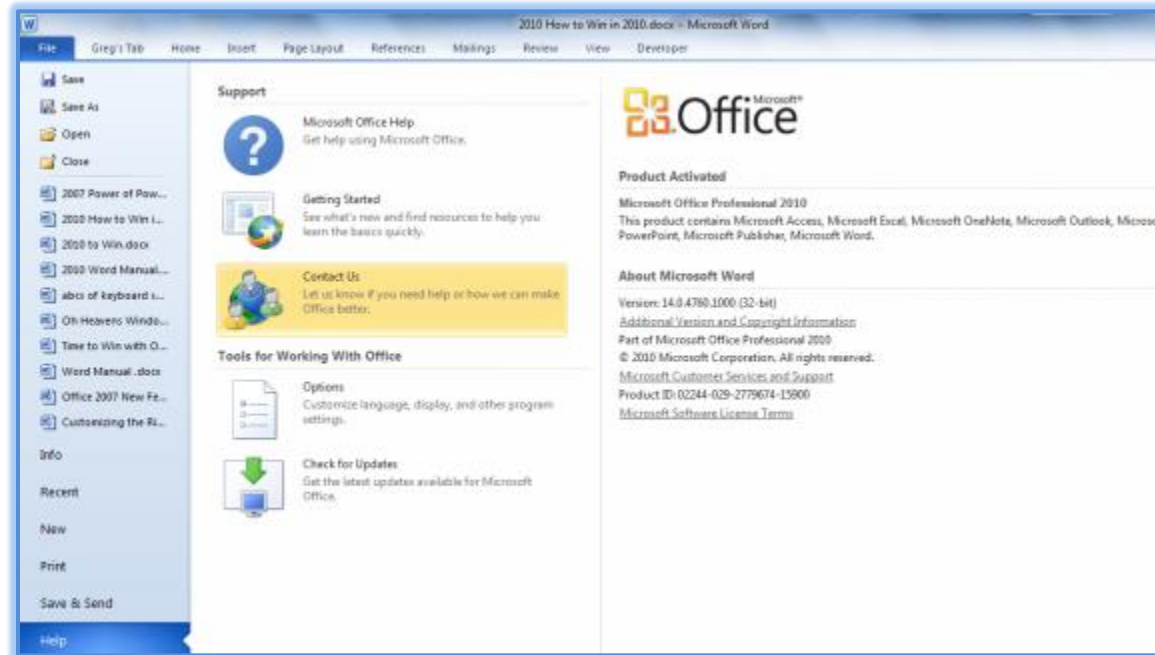 2010 How to Win in 2010.docx - Microsoft Word
File Greg's Tab Home Insert Page Layout References Mailings Review View Developer
Save
Save As
Open
Close
2007 Power of Pow...
2010 How to Win i...
2010 to Win.docx
2010 Word Manual....
abcs of keyboard s...
Oh Heavens Windo...
Time to Win with O...
Word Manual .docx
Office 2007 New Fe...
Customizing the Ri...
Info
Recent
New
Print
Save & Send
Help
Support
Microsoft Office Help
Get help using Microsoft Office.
Getting Started
See what's new and find resources to help you
learn the basics quickly.
Contact Us
Let us know if you need help or how we can make
Office better.
Tools for Working With Office
Options
Customize language, display, and other program
settings.
Check for Updates
Get the latest updates available for Microsoft
Office.
Microsoft®
Office
Product Activated
Microsoft Office Professional 2010
This product contains Microsoft Access, Microsoft Excel, Microsoft OneNote, Microsoft Outlook, Microso
PowerPoint, Microsoft Publisher, Microsoft Word.
About Microsoft Word
Version: 14.0.4760.1000 (32-bit)
Additional Version and Copyright Information
Part of Microsoft Office Professional 2010
© 2010 Microsoft Corporation. All rights reserved.
Microsoft Customer Services and Support
Product ID: 02244-029-2779674-15900
Microsoft Software License Terms